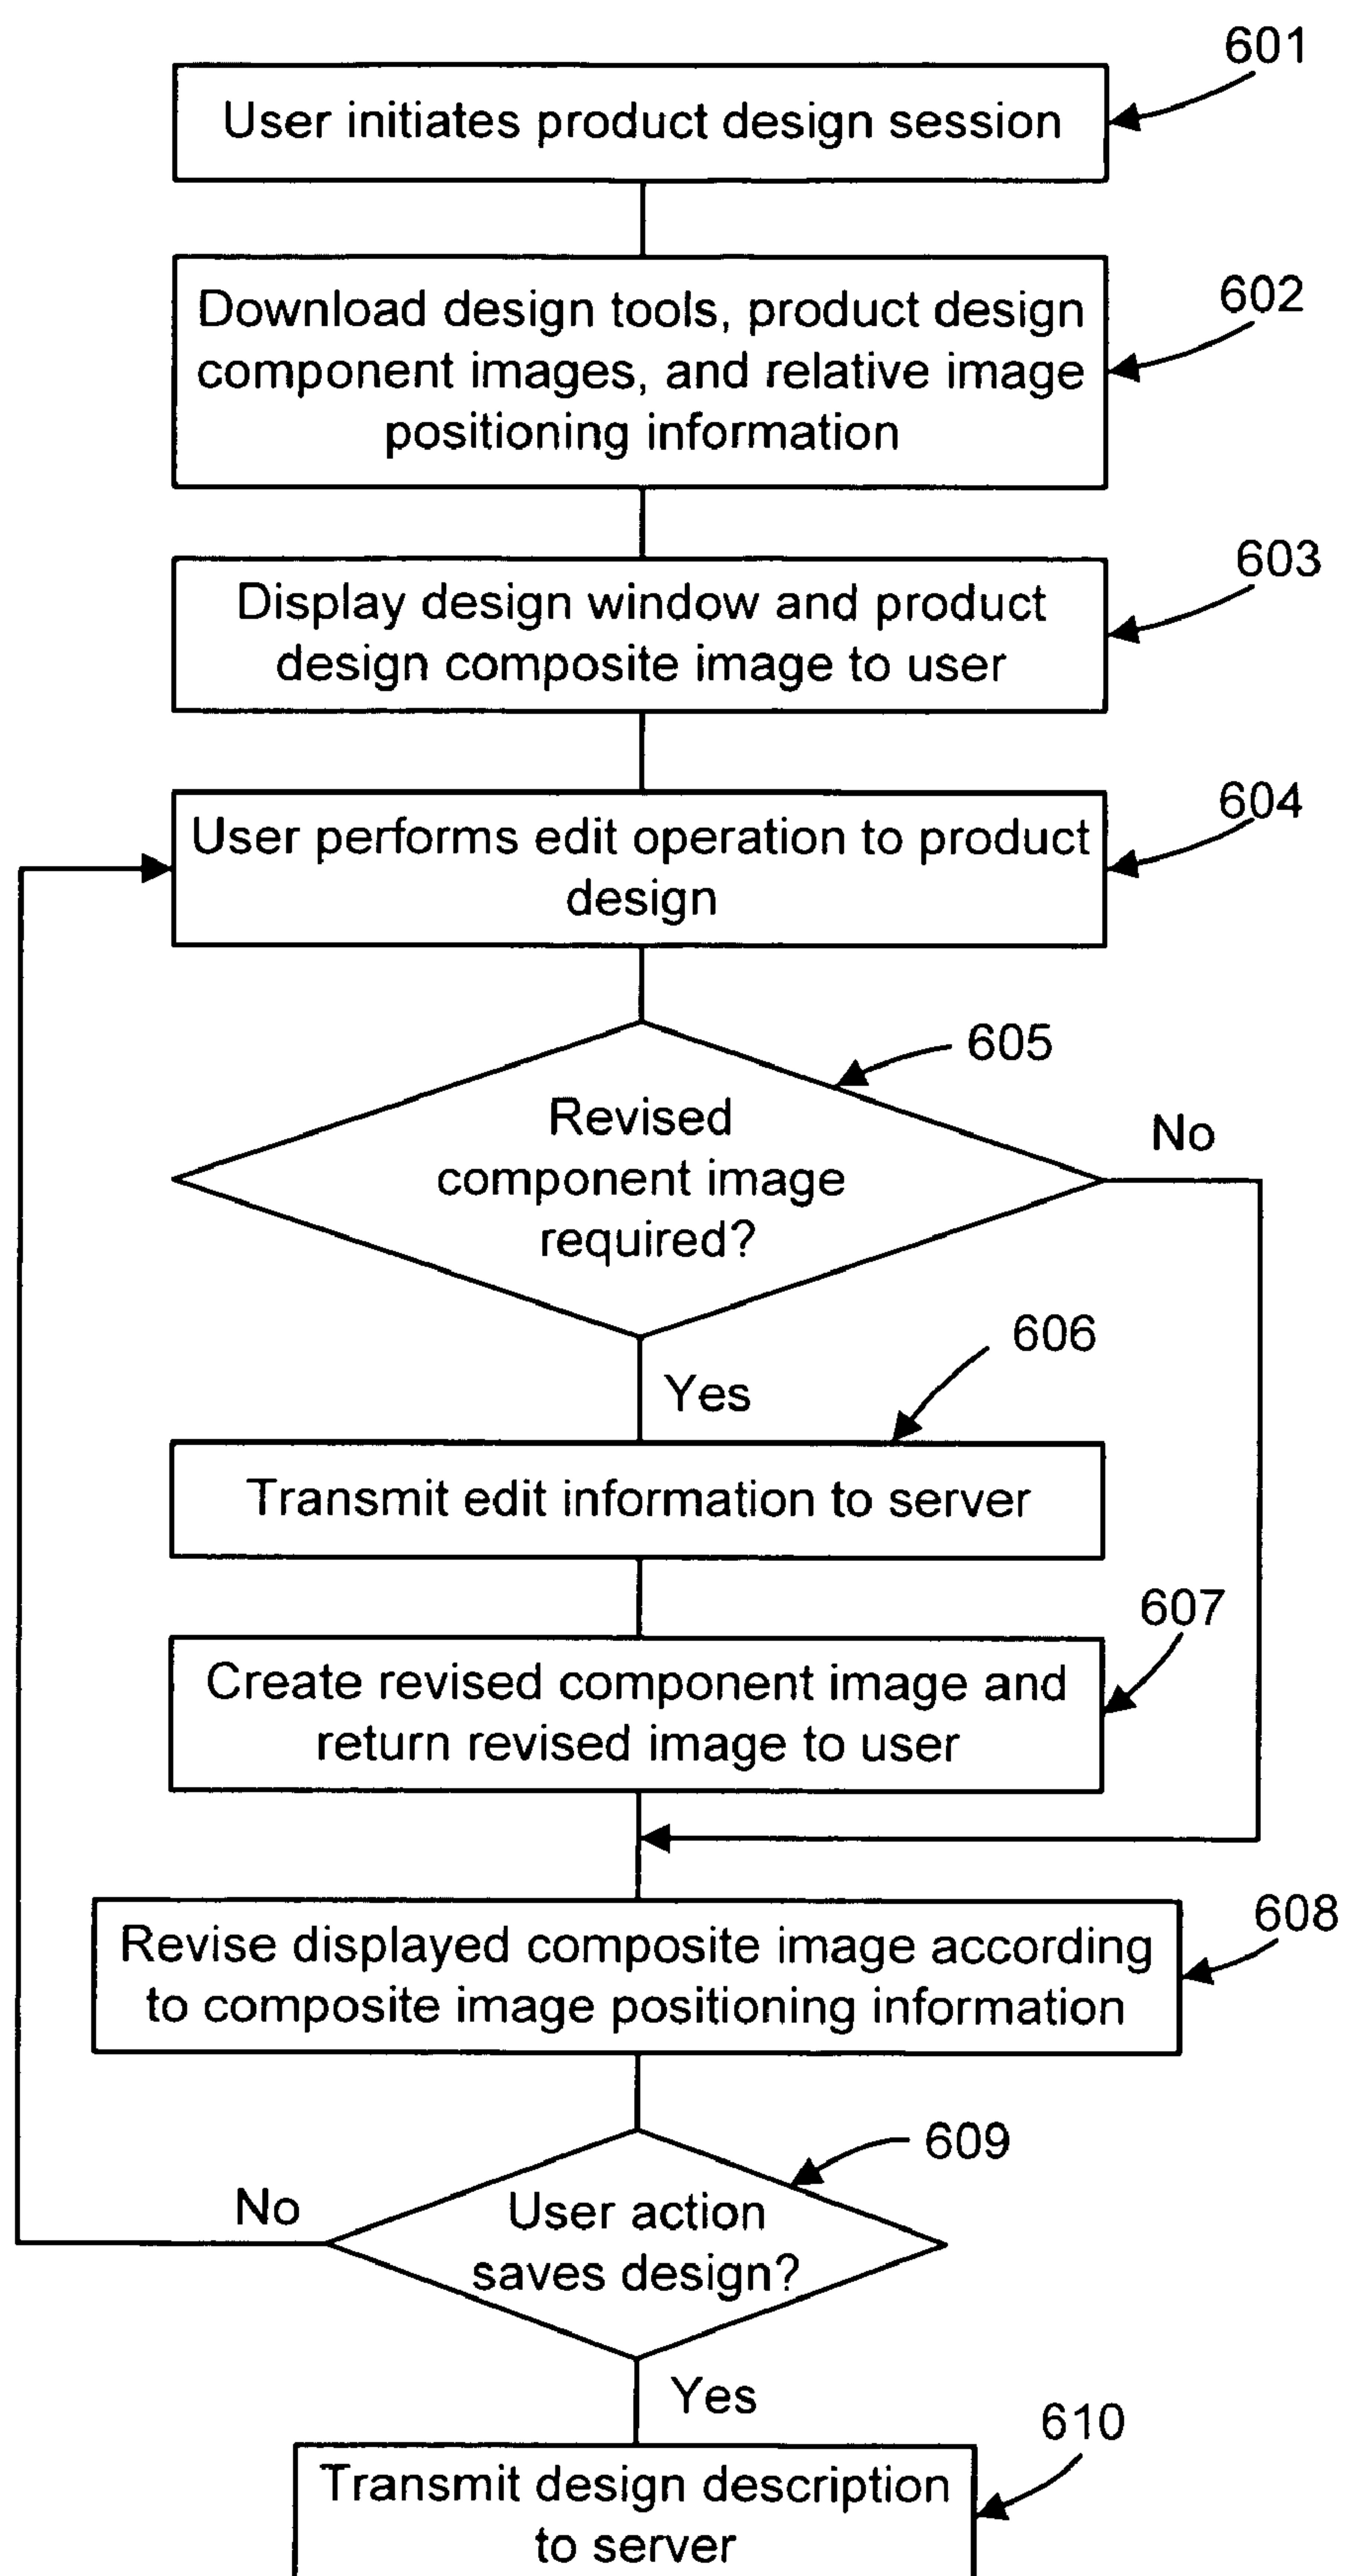 601
User initiates product design session
602
Download design tools, product design
component images, and relative image
positioning information
603
Display design window and product
design composite image to user
604
User performs edit operation to product
design
605
Revised
component image
required?
No
606
Yes
Transmit edit information to server
607
Create revised component image and
return revised image to user
608
Revise displayed composite image according
to composite image positioning information
609
No
User action
saves design?
Yes
610
Transmit design description
to server